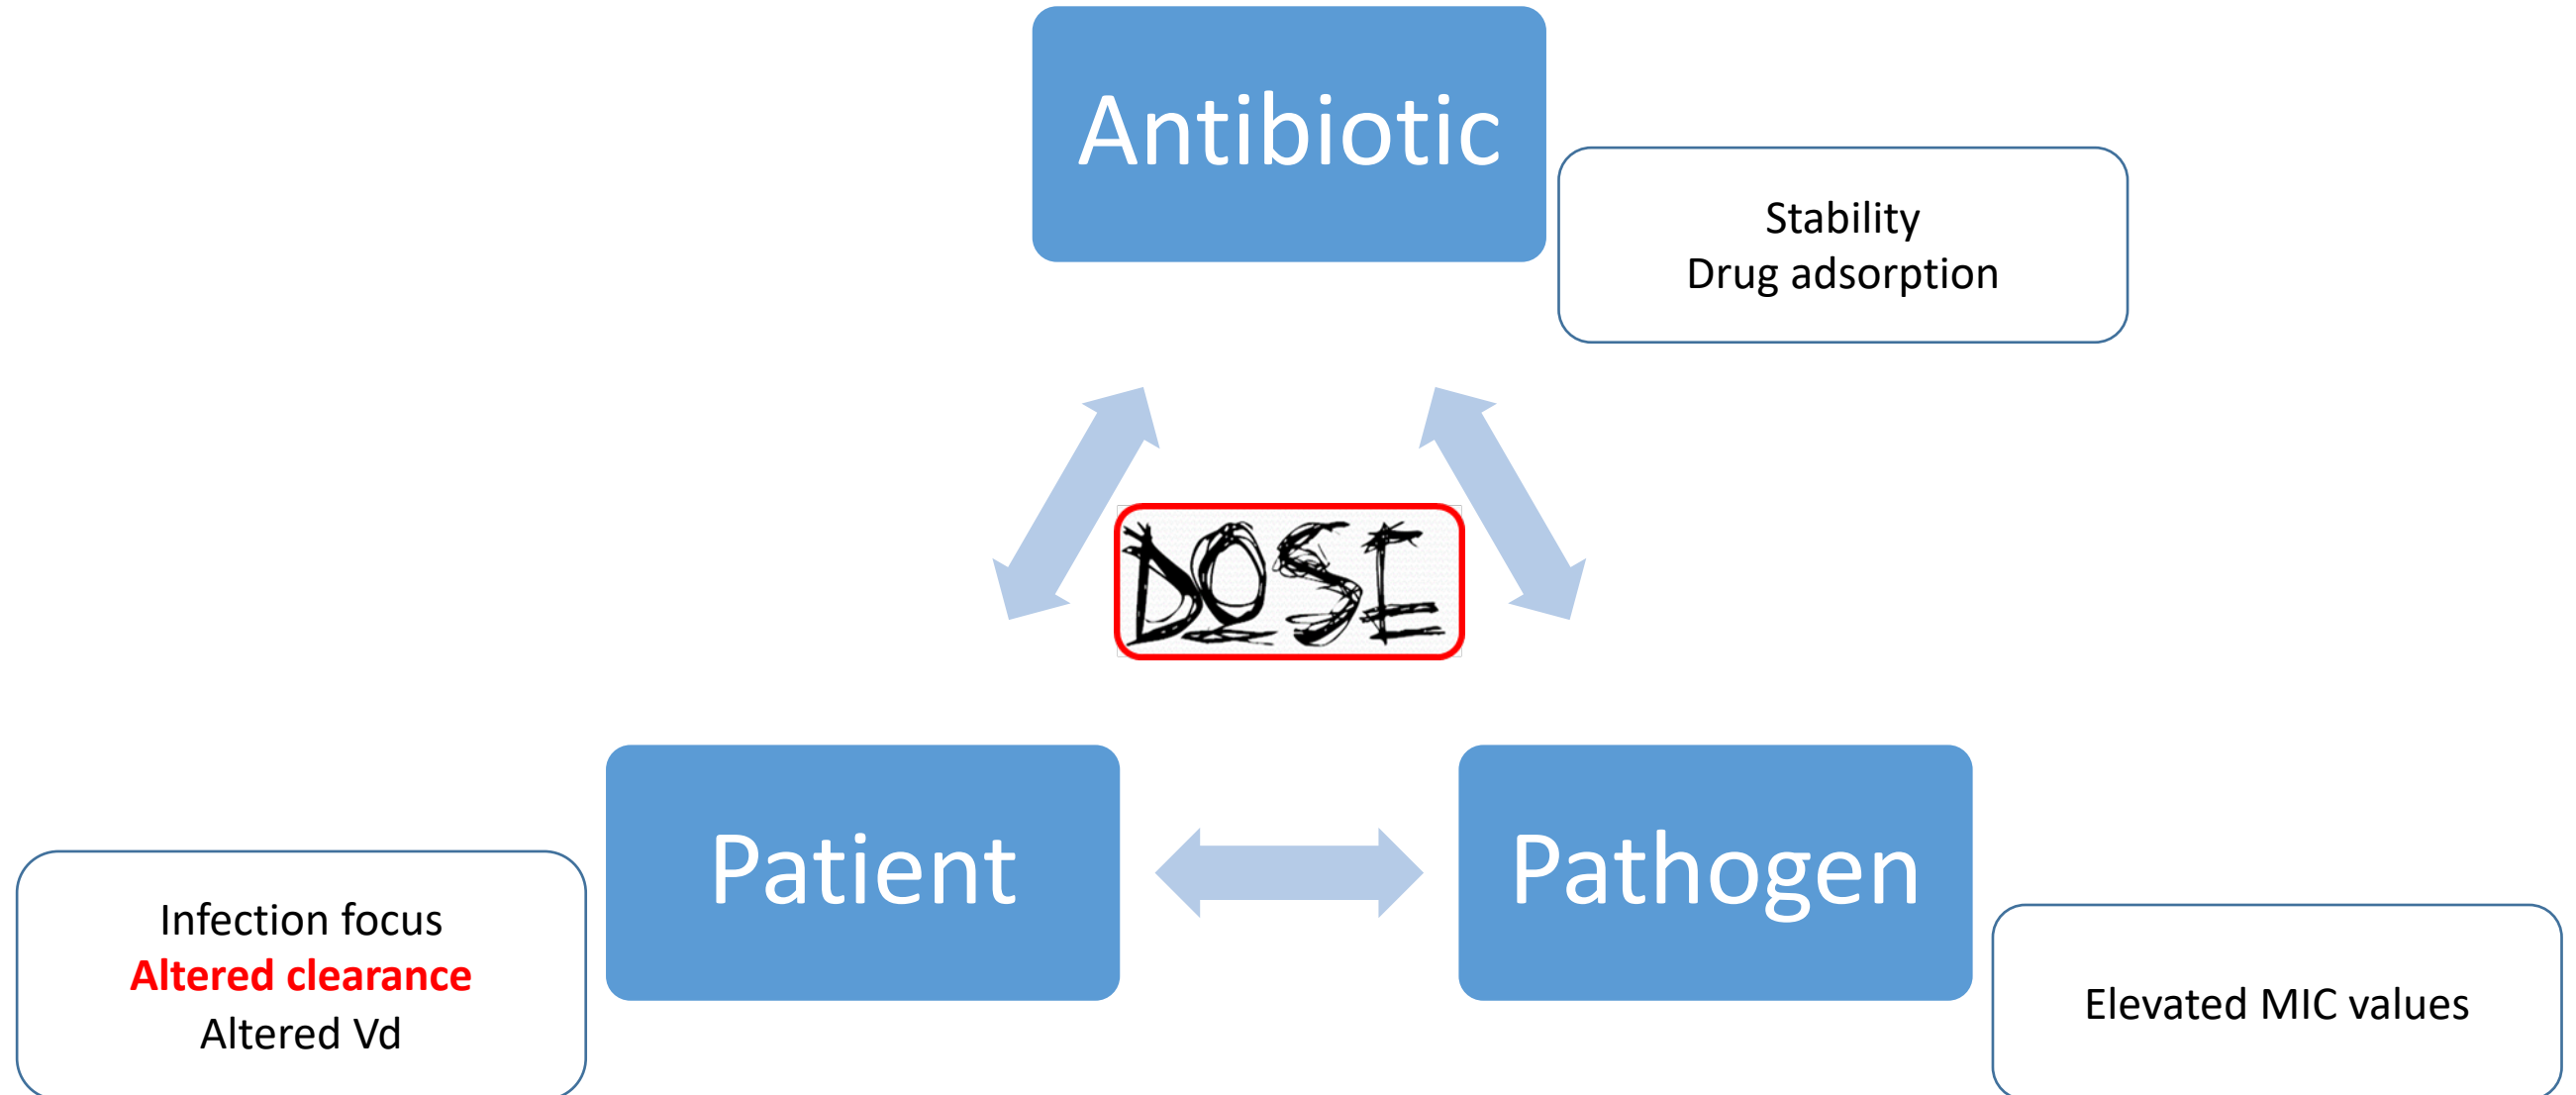 Antibiotic
Stability
Drug adsorption
DOSE
Patient
Pathogen
Infection focus
Altered clearance
Altered Vd
Elevated MIC values